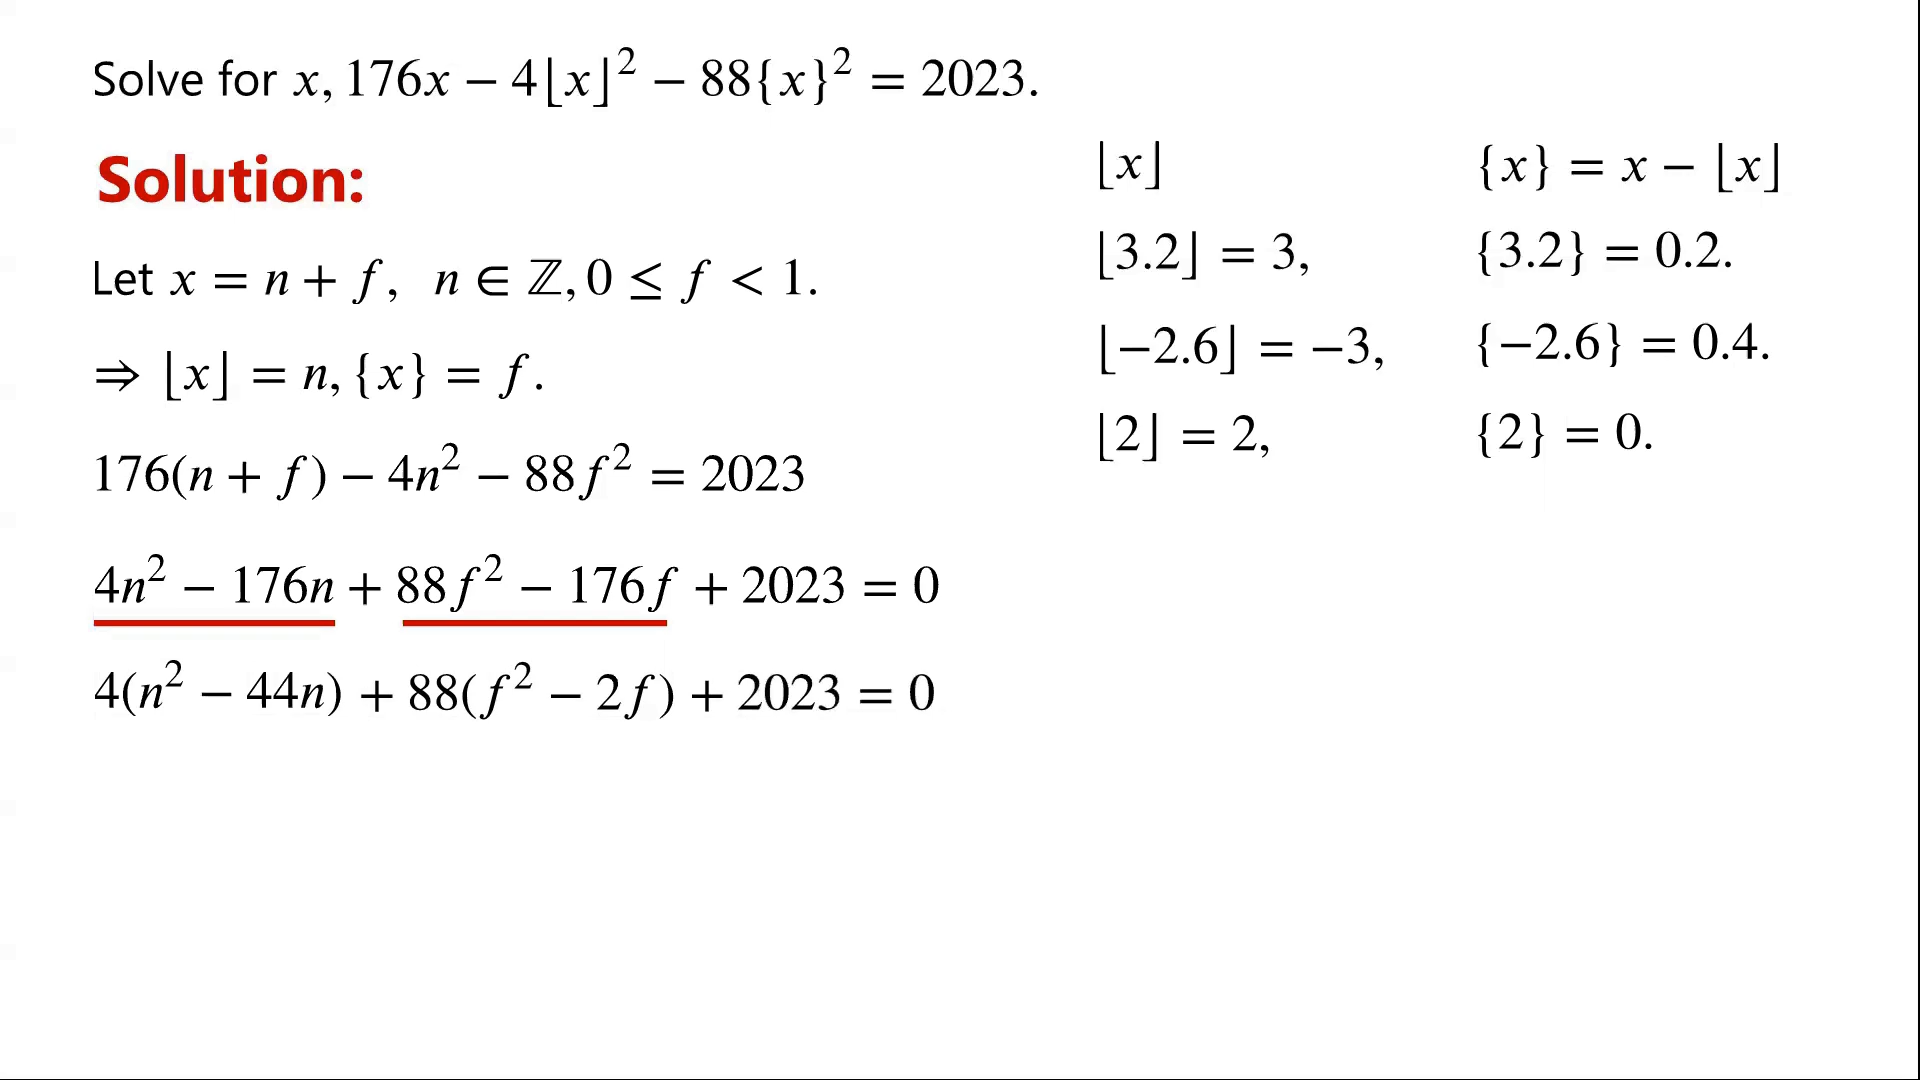 Solve for x, 176x − 4⌊x⌋² − 88{x}² = 2023.
Solution:
Let x = n + f, n ∈ ℤ, 0 ≤ f < 1.
⇒ ⌊x⌋ = n, {x} = f.
176(n + f) − 4n² − 88f² = 2023
4n² − 176n + 88f² − 176f + 2023 = 0
4(n² − 44n) + 88(f² − 2f) + 2023 = 0
⌊x⌋ {x} = x − ⌊x⌋
⌊3.2⌋ = 3, {3.2} = 0.2.
⌊−2.6⌋ = −3, {−2.6} = 0.4.
⌊2⌋ = 2, {2} = 0.